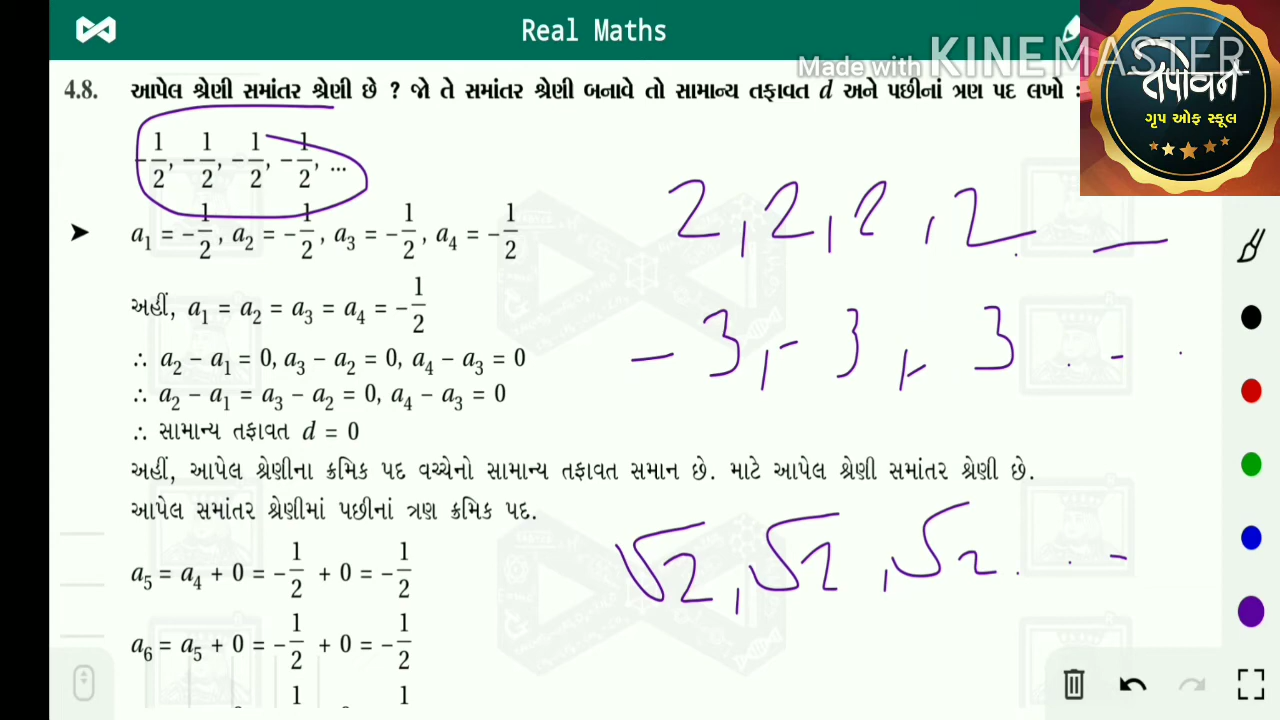 Real Maths
Made with KINEMASTER
તપોવન
ગૃપ ઓફ સ્કૂલ
4.8. આપેલ શ્રેણી સમાંતર શ્રેણી છે ? જો તે સમાંતર શ્રેણી બનાવે તો સામાન્ય તફાવત d અને પછીનાં ત્રણ પદ લખો :
-1/2, -1/2, -1/2, -1/2, ...
2, 2, 2, 2. —
➤ a₁ = -1/2, a₂ = -1/2, a₃ = -1/2, a₄ = -1/2
અહીં, a₁ = a₂ = a₃ = a₄ = -1/2
-3, -3, -3 . - .
∴ a₂ - a₁ = 0, a₃ - a₂ = 0, a₄ - a₃ = 0
∴ a₂ - a₁ = a₃ - a₂ = 0, a₄ - a₃ = 0
∴ સામાન્ય તફાવત d = 0
અહીં, આપેલ શ્રેણીના ક્રમિક પદ વચ્ચેનો સામાન્ય તફાવત સમાન છે. માટે આપેલ શ્રેણી સમાંતર શ્રેણી છે.
આપેલ સમાંતર શ્રેણીમાં પછીનાં ત્રણ ક્રમિક પદ.
√2, √2, √2 . . -
a₅ = a₄ + 0 = -1/2 + 0 = -1/2
a₆ = a₅ + 0 = -1/2 + 0 = -1/2